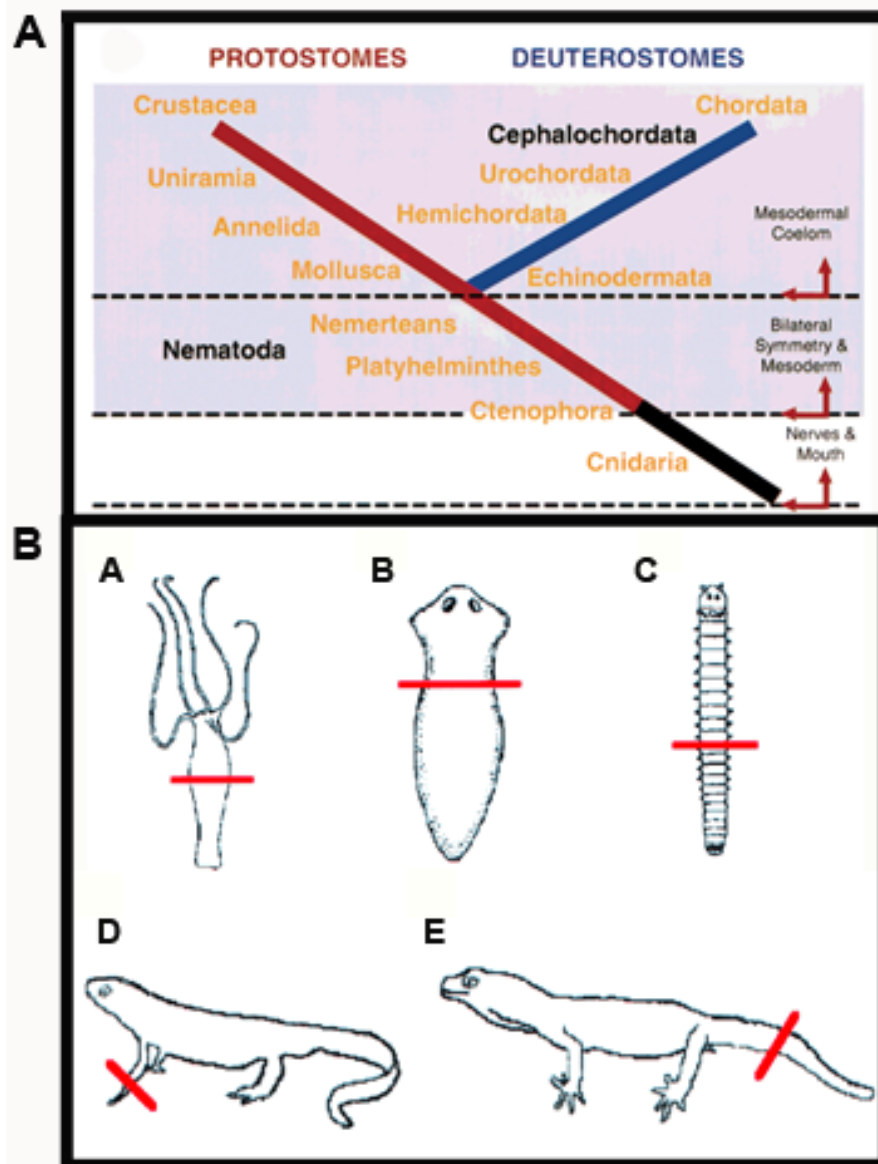 A
PROTOSTOMES DEUTEROSTOMES
Crustacea Chordata
Cephalochordata
Uniramia Urochordata
Annelida Hemichordata
Mesodermal
Coelom
Mollusca Echinodermata
Nemerteans
Nematoda
Platyhelminthes
Bilateral
Symmetry &
Mesoderm
Ctenophora
Nerves &
Mouth
Cnidaria
B
A B C
D E